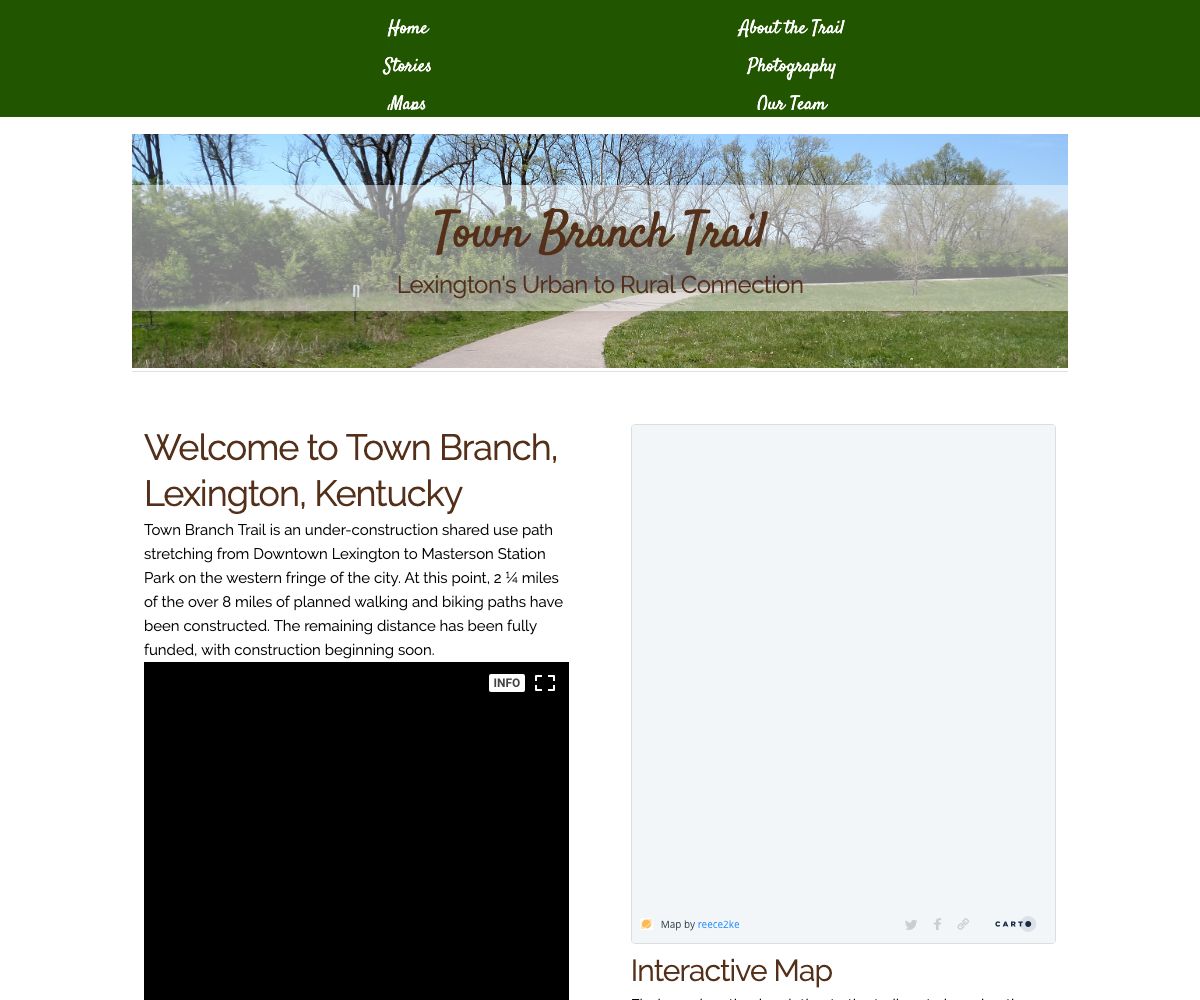 Home
About the Trail
Stories
Photography
Maps
Our Team
Town Branch Trail
Lexington's Urban to Rural Connection
Welcome to Town Branch,
Lexington, Kentucky
Town Branch Trail is an under-construction shared use path
stretching from Downtown Lexington to Masterson Station
Park on the western fringe of the city. At this point, 2 ¼ miles
of the over 8 miles of planned walking and biking paths have
been constructed. The remaining distance has been fully
funded, with construction beginning soon.
INFO
Map by reece2ke
CARTO
Interactive Map